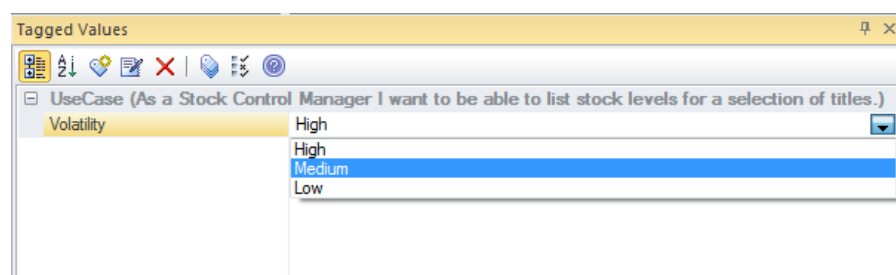 Tagged Values
UseCase (As a Stock Control Manager I want to be able to list stock levels for a selection of titles.)
Volatility High
High
Medium
Low